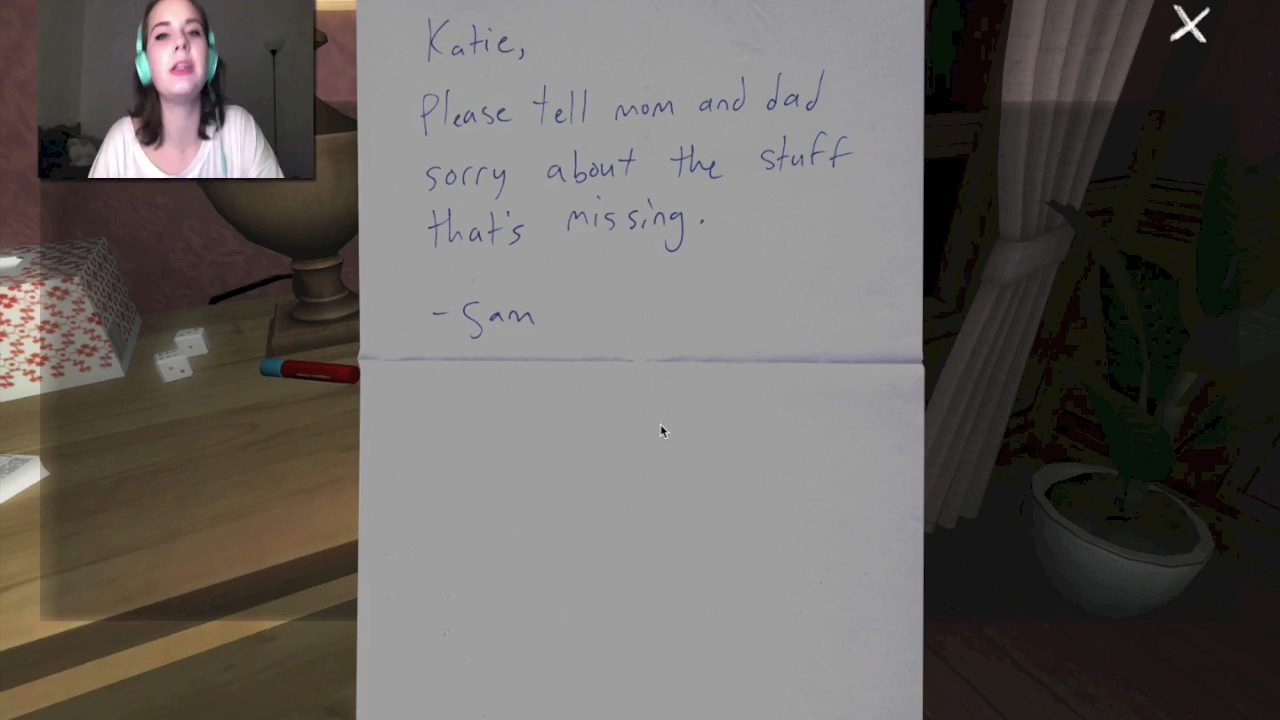 Katie,
Please tell mom and dad
sorry about the stuff
that's missing.
- Sam